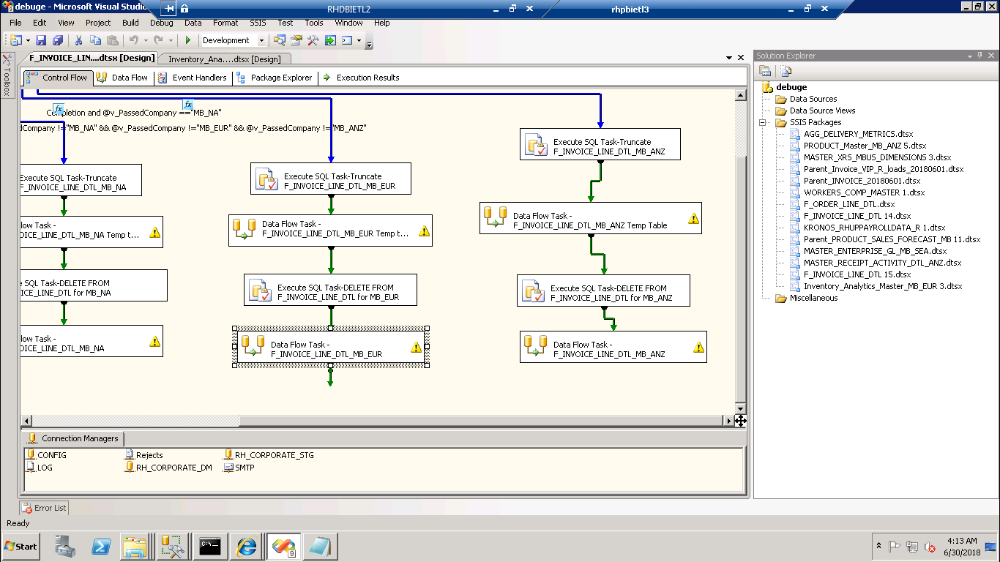 debuge - Microsoft Visual Studio
RHDBIETL2
rhpbietl3
File Edit View Project Build Debug Data Format SSIS Test Tools Window Help
Development
F_INVOICE_LIN....dtsx [Design]
Inventory_Ana....dtsx [Design]
Toolbox
Control Flow
Data Flow
Event Handlers
Package Explorer
Execution Results
fx
fx
Completion and @v_PassedCompany =="MB_NA"
dCompany !="MB_NA" && @v_PassedCompany !="MB_EUR" && @v_PassedCompany !="MB_ANZ"
Execute SQL Task-Truncate
F_INVOICE_LINE_DTL_MB_NA
low Task -
OICE_LINE_DTL_MB_NA Temp t...
e SQL Task-DELETE FROM
OICE_LINE_DTL for MB_NA
low Task -
OICE_LINE_DTL_MB_NA
Execute SQL Task-Truncate
F_INVOICE_LINE_DTL_MB_EUR
Data Flow Task -
F_INVOICE_LINE_DTL_MB_EUR Temp t...
Execute SQL Task-DELETE FROM
F_INVOICE_LINE_DTL for MB_EUR
Data Flow Task -
F_INVOICE_LINE_DTL_MB_EUR
Execute SQL Task-Truncate
F_INVOICE_LINE_DTL_MB_ANZ
Data Flow Task -
F_INVOICE_LINE_DTL_MB_ANZ Temp Table
Execute SQL Task-DELETE FROM
F_INVOICE_LINE_DTL for MB_ANZ
Data Flow Task -
F_INVOICE_LINE_DTL_MB_ANZ
Connection Managers
CONFIG
Rejects
RH_CORPORATE_STG
LOG
RH_CORPORATE_DM
SMTP
Solution Explorer
debuge
Data Sources
Data Source Views
SSIS Packages
AGG_DELIVERY_METRICS.dtsx
PRODUCT_Master_MB_ANZ 5.dtsx
MASTER_XRS_MBUS_DIMENSIONS 3.dtsx
Parent_Invoice_VIP_R_loads_20180601.dtsx
Parent_INVOICE_20180601.dtsx
WORKERS_COMP_MASTER 1.dtsx
F_ORDER_LINE_DTL.dtsx
F_INVOICE_LINE_DTL 14.dtsx
KRONOS_RHUPPAYROLLDATA_R 1.dtsx
Parent_PRODUCT_SALES_FORECAST_MB 11.dtsx
MASTER_ENTERPRISE_GL_MB_SEA.dtsx
MASTER_RECEIPT_ACTIVITY_DTL_ANZ.dtsx
F_INVOICE_LINE_DTL 15.dtsx
Inventory_Analytics_Master_MB_EUR 3.dtsx
Miscellaneous
Error List
Ready
Start
C:\
9
4:13 AM
6/30/2018